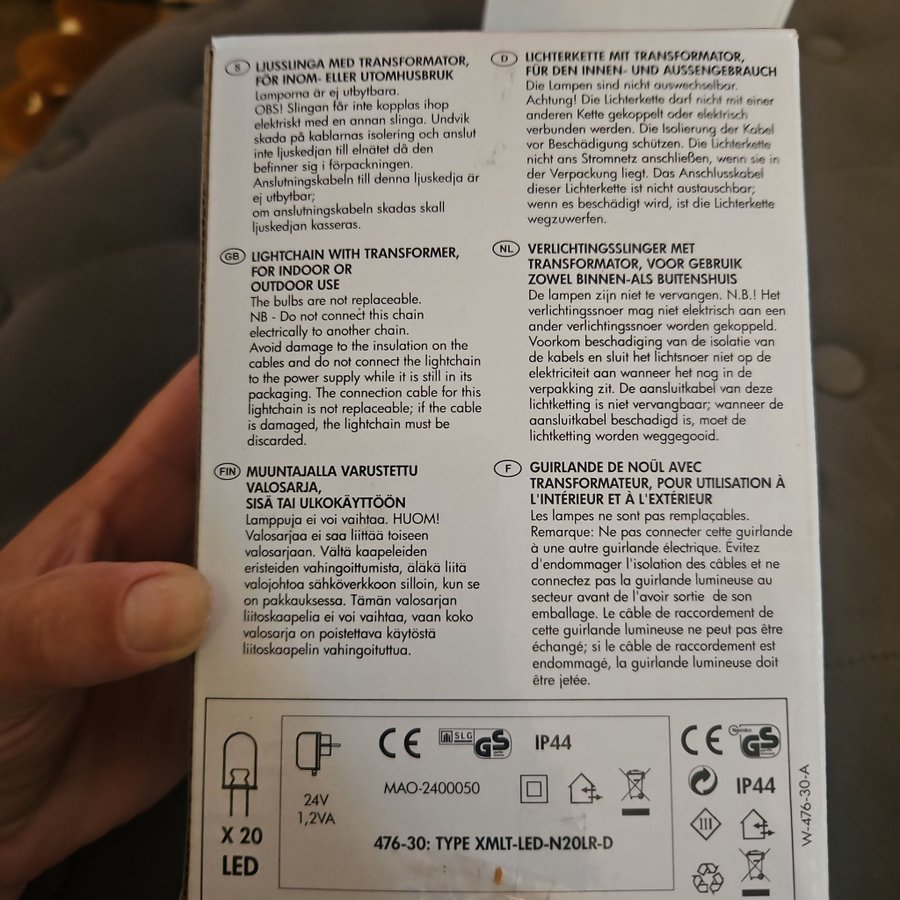 S LJUSSLINGA MED TRANSFORMATOR,
FÖR INOM- ELLER UTOMHUSBRUK
Lamporna är ej utbytbara.
OBS! Slingan får inte kopplas ihop
elektriskt med en annan slinga. Undvik
skada på kablarnas isolering och anslut
inte ljuskedjan till elnätet då den
befinner sig i förpackningen.
Anslutningskabeln till denna ljuskedja är
ej utbytbar;
om anslutningskabeln skadas skall
ljuskedjan kasseras.
GB LIGHTCHAIN WITH TRANSFORMER,
FOR INDOOR OR
OUTDOOR USE
The bulbs are not replaceable.
NB - Do not connect this chain
electrically to another chain.
Avoid damage to the insulation on the
cables and do not connect the lightchain
to the power supply while it is still in its
packaging. The connection cable for this
lightchain is not replaceable; if the cable
is damaged, the lightchain must be
discarded.
FIN MUUNTAJALLA VARUSTETTU
VALOSARJA,
SISÄ TAI ULKOKÄYTTÖÖN
Lamppuja ei voi vaihtaa. HUOM!
Valosarjaa ei saa liittää toiseen
valosarjaan. Vältä kaapeleiden
eristeiden vahingoittumista, äläkä liitä
valojohtoa sähköverkkoon silloin, kun se
on pakkauksessa. Tämän valosarjan
liitoskaapelia ei voi vaihtaa, vaan koko
valosarja on poistettava käytöstä
liitoskaapelin vahingoituttua.
D LICHTERKETTE MIT TRANSFORMATOR,
FÜR DEN INNEN- UND AUSSENGEBRAUCH
Die Lampen sind nicht auswechselbar.
Achtung! Die Lichterkette darf nicht mit einer
anderen Kette gekoppelt oder elektrisch
verbunden werden. Die Isolierung der Kabel
vor Beschädigung schützen. Die Lichterkette
nicht ans Stromnetz anschließen, wenn sie in
der Verpackung liegt. Das Anschlusskabel
dieser Lichterkette ist nicht austauschbar;
wenn es beschädigt wird, ist die Lichterkette
wegzuwerfen.
NL VERLICHTINGSSLINGER MET
TRANSFORMATOR, VOOR GEBRUIK
ZOWEL BINNEN-ALS BUITENSHUIS
De lampen zijn niet te vervangen. N.B.! Het
verlichtingssnoer mag niet elektrisch aan een
ander verlichtingssnoer worden gekoppeld.
Voorkom beschadiging van de isolatie van
de kabels en sluit het lichtsnoer niet op de
elektriciteit aan wanneer het nog in de
verpakking zit. De aansluitkabel van deze
lichtketting is niet vervangbaar; wanneer de
aansluitkabel beschadigd is, moet de
lichtketting worden weggegooid.
F GUIRLANDE DE NOÜL AVEC
TRANSFORMATEUR, POUR UTILISATION À
L'INTÉRIEUR ET À L'EXTÉRIEUR
Les lampes ne sont pas remplaçables.
Remarque: Ne pas connecter cette guirlande
à une autre guirlande électrique. Évitez
d'endommager l'isolation des câbles et ne
connectez pas la guirlande lumineuse au
secteur avant de l'avoir sortie de son
emballage. Le câble de raccordement de
cette guirlande lumineuse ne peut pas être
échangé; si le câble de raccordement est
endommagé, la guirlande lumineuse doit
être jetée.
X 20
LED
24V
1,2VA
CE SLG GS IP44
MAO-2400050
476-30: TYPE XMLT-LED-N20LR-D
CE Nemko GS
IP44
III
W-476-30-A